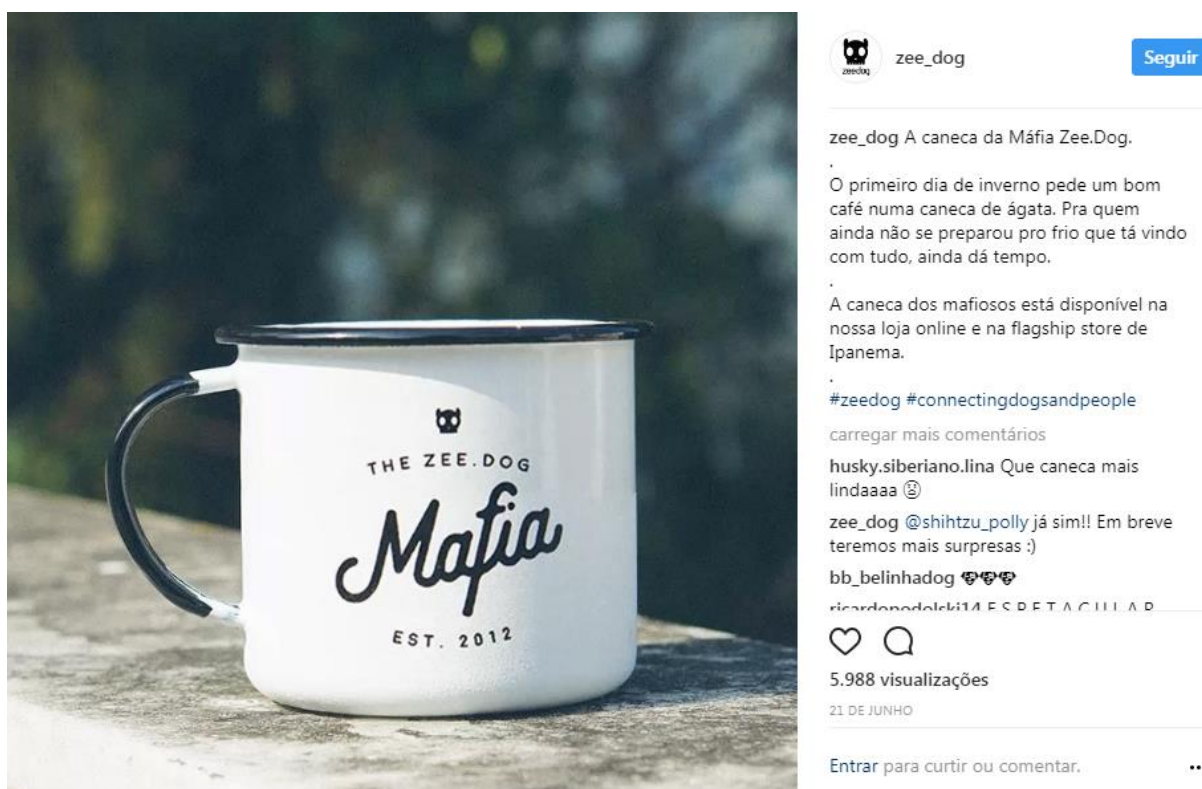 THE ZEE.DOG
Mafia
EST. 2012
zeedog
zee_dog
Seguir
zee_dog A caneca da Máfia Zee.Dog.
.
O primeiro dia de inverno pede um bom
café numa caneca de ágata. Pra quem
ainda não se preparou pro frio que tá vindo
com tudo, ainda dá tempo.
.
A caneca dos mafiosos está disponível na
nossa loja online e na flagship store de
Ipanema.
.
#zeedog #connectingdogsandpeople
carregar mais comentários
husky.siberiano.lina Que caneca mais
lindaaaa
zee_dog @shihtzu_polly já sim!! Em breve
teremos mais surpresas :)
bb_belinhadog
ricardopodolski14 E S P E T A C U L A R
5.988 visualizações
21 DE JUNHO
Entrar para curtir ou comentar.